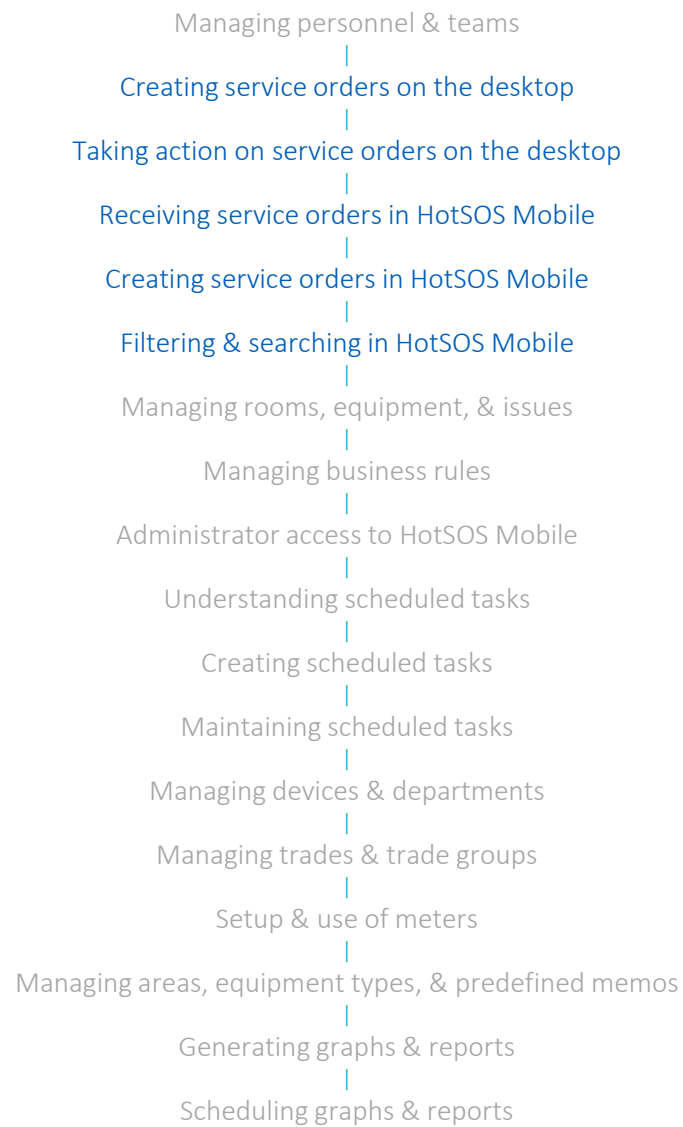 Managing personnel & teams
Creating service orders on the desktop
Taking action on service orders on the desktop
Receiving service orders in HotSOS Mobile
Creating service orders in HotSOS Mobile
Filtering & searching in HotSOS Mobile
Managing rooms, equipment, & issues
Managing business rules
Administrator access to HotSOS Mobile
Understanding scheduled tasks
Creating scheduled tasks
Maintaining scheduled tasks
Managing devices & departments
Managing trades & trade groups
Setup & use of meters
Managing areas, equipment types, & predefined memos
Generating graphs & reports
Scheduling graphs & reports